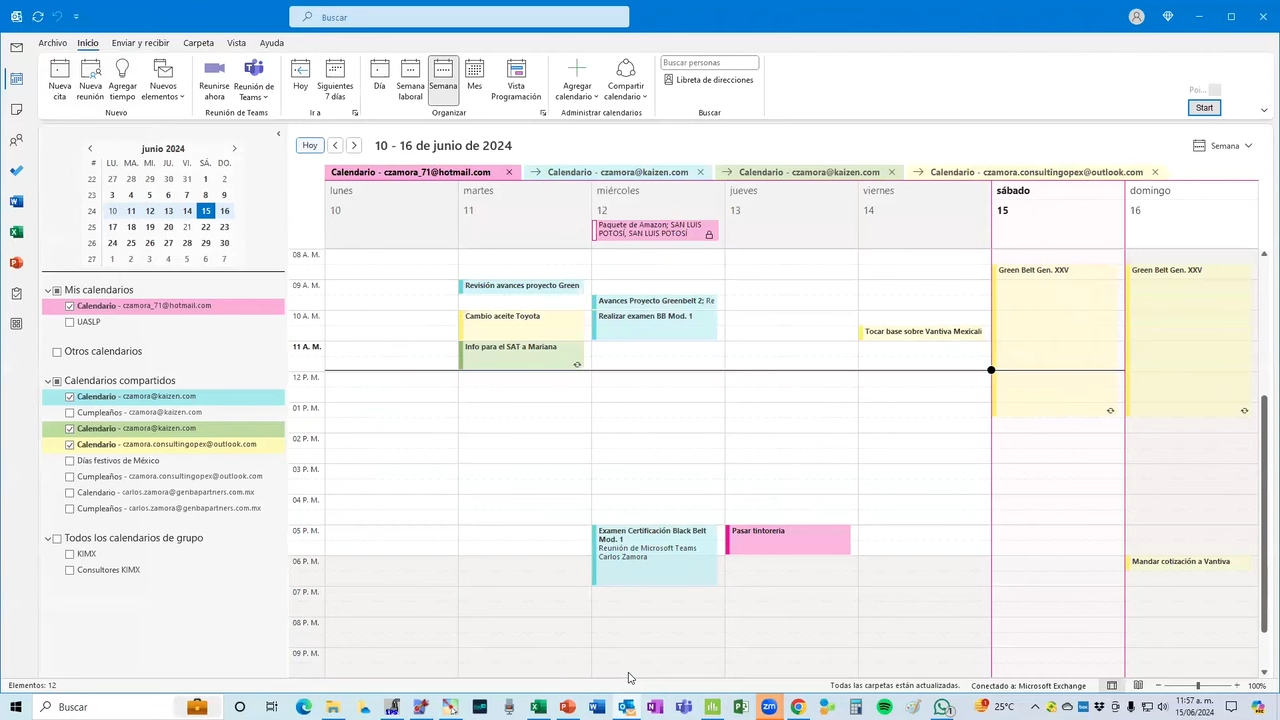 Buscar
Archivo Inicio Enviar y recibir Carpeta Vista Ayuda
Nueva cita
Nueva reunión
Agregar tiempo
Nuevos elementos
Nuevo
Reunirse ahora
Reunión de Teams
Reunión de Teams
Hoy
Siguientes 7 días
Ir a
Día
Semana laboral
Semana
Mes
Vista Programación
Organizar
Agregar calendario
Compartir calendario
Administrar calendarios
Buscar personas
Libreta de direcciones
Buscar
Poi...
Start
junio 2024
# LU. MA. MI. JU. VI. SÁ. DO.
22 27 28 29 30 31 1 2
23 3 4 5 6 7 8 9
24 10 11 12 13 14 15 16
25 17 18 19 20 21 22 23
26 24 25 26 27 28 29 30
27 1 2 3 4 5 6 7
Mis calendarios
Calendario - czamora_71@hotmail.com
UASLP
Otros calendarios
Calendarios compartidos
Calendario - czamora@kaizen.com
Cumpleaños - czamora@kaizen.com
Calendario - czamora@kaizen.com
Calendario - czamora.consultingopex@outlook.com
Días festivos de México
Cumpleaños - czamora.consultingopex@outlook.com
Calendario - carlos.zamora@genbapartners.com.mx
Cumpleaños - carlos.zamora@genbapartners.com.mx
Todos los calendarios de grupo
KIMX
Consultores KIMX
Hoy
10 - 16 de junio de 2024
Semana
Calendario - czamora_71@hotmail.com
Calendario - czamora@kaizen.com
Calendario - czamora@kaizen.com
Calendario - czamora.consultingopex@outlook.com
lunes martes miércoles jueves viernes sábado domingo
10 11 12 13 14 15 16
Paquete de Amazon; SAN LUIS
POTOSÍ, SAN LUIS POTOSÍ
08 A. M.
Green Belt Gen. XXV
Green Belt Gen. XXV
09 A. M.
Revisión avances proyecto Green
Avances Proyecto Greenbelt 2; Re
10 A. M.
Cambio aceite Toyota
Realizar examen BB Mod. 1
Tocar base sobre Vantiva Mexicali
11 A. M.
Info para el SAT a Mariana
12 P. M.
01 P. M.
02 P. M.
03 P. M.
04 P. M.
05 P. M.
Examen Certificación Black Belt
Mod. 1
Reunión de Microsoft Teams
Carlos Zamora
Pasar tintorería
06 P. M.
Mandar cotización a Vantiva
07 P. M.
08 P. M.
09 P. M.
Elementos: 12
Todas las carpetas están actualizadas.
Conectado a: Microsoft Exchange
100%
Buscar
25°C
11:57 a. m.
15/06/2024